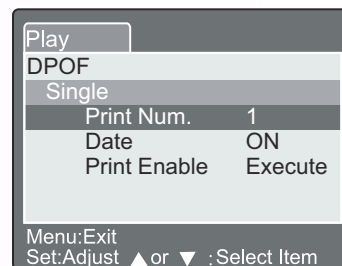 Play
DPOF
Single
Print Num. 1
Date ON
Print Enable Execute
Menu:Exit
Set:Adjust ▲or ▼ :Select Item